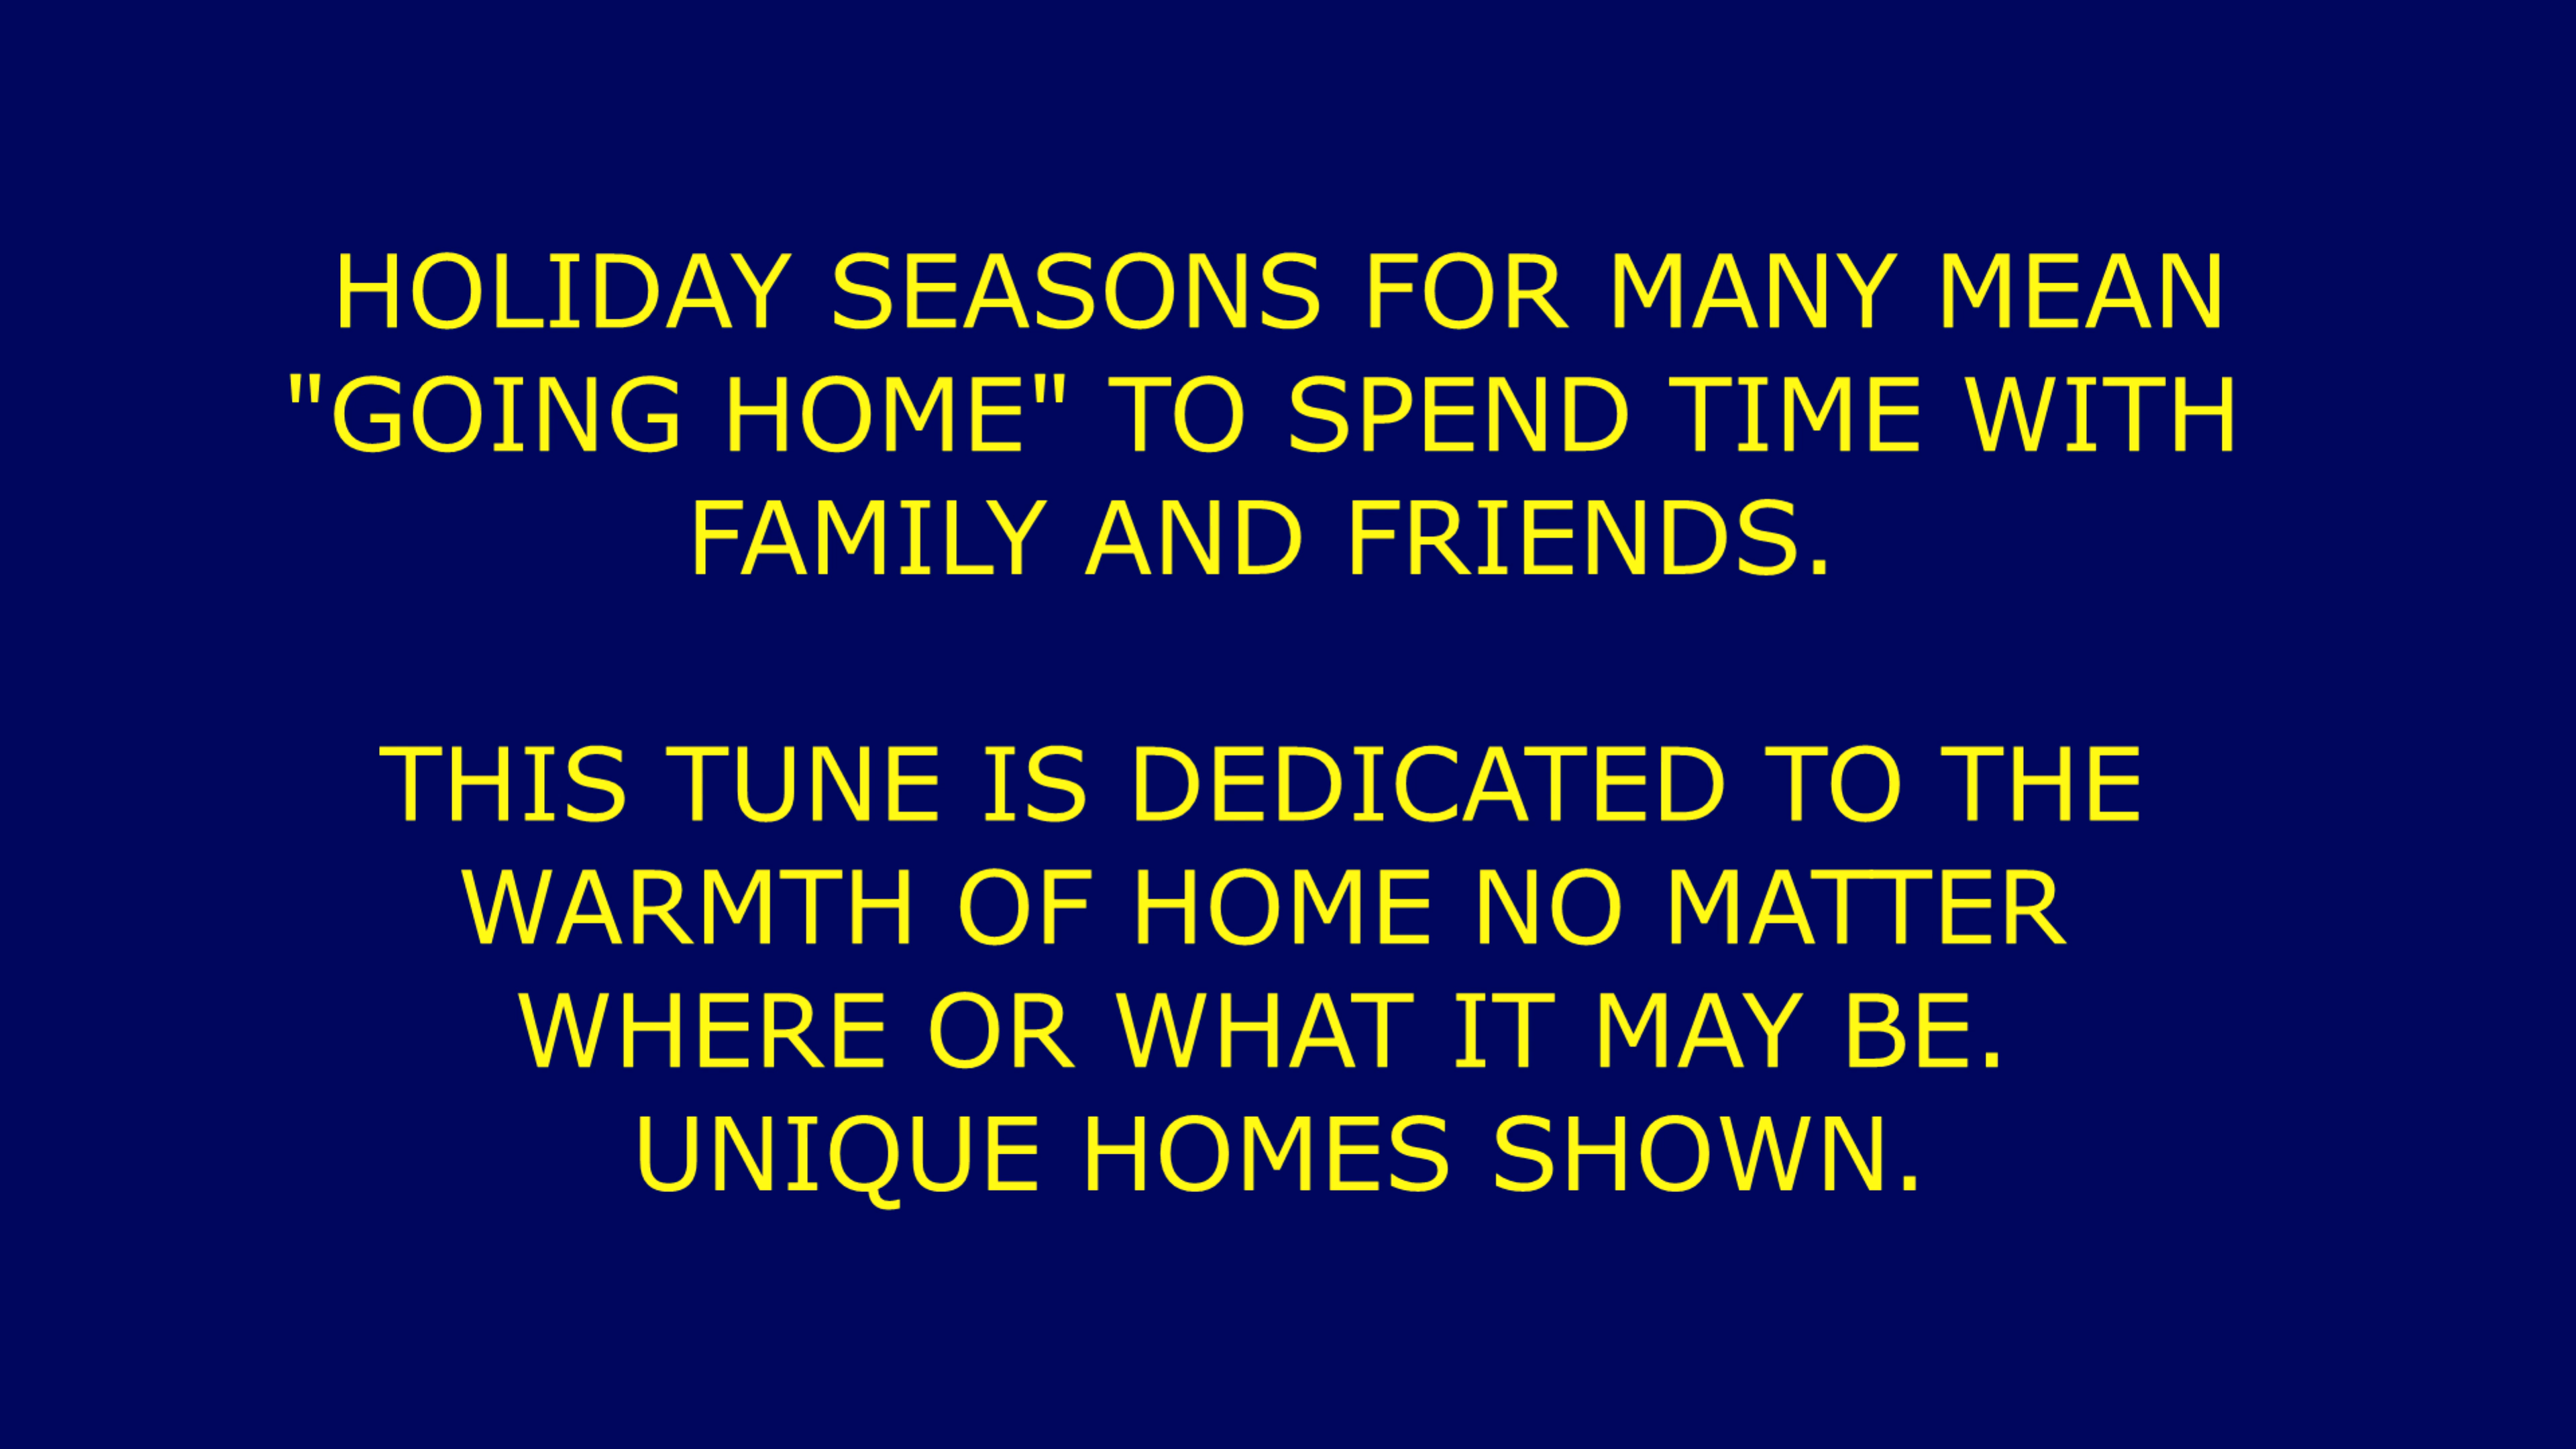 HOLIDAY SEASONS FOR MANY MEAN
"GOING HOME" TO SPEND TIME WITH
FAMILY AND FRIENDS.
THIS TUNE IS DEDICATED TO THE
WARMTH OF HOME NO MATTER
WHERE OR WHAT IT MAY BE.
UNIQUE HOMES SHOWN.